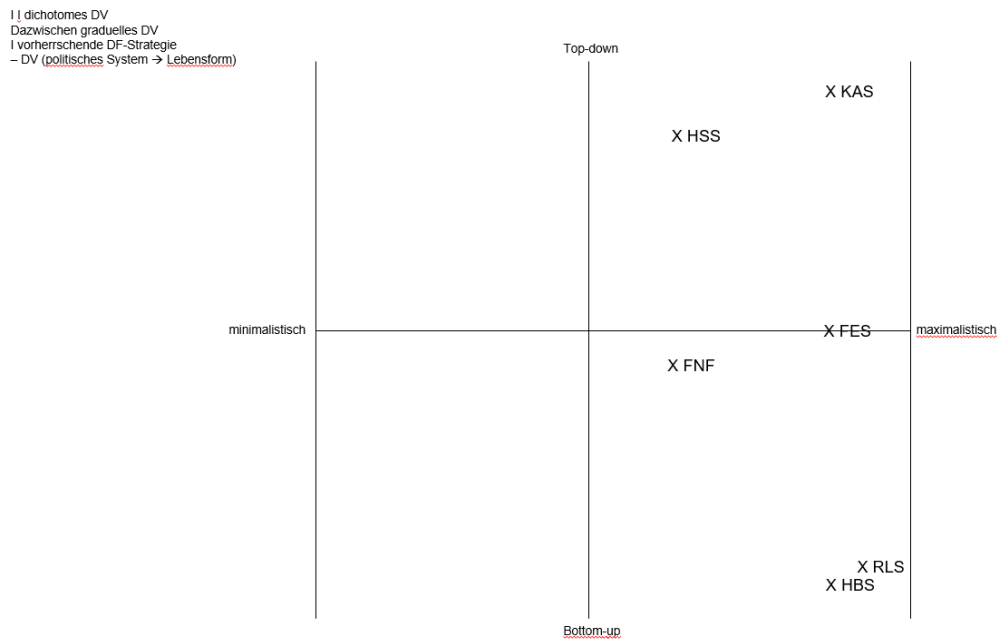 I I dichotomes DV
Dazwischen graduelles DV
I vorherrschende DF-Strategie
– DV (politisches System → Lebensform)
Top-down
X KAS
X HSS
minimalistisch
X FES
maximalistisch
X FNF
X RLS
X HBS
Bottom-up